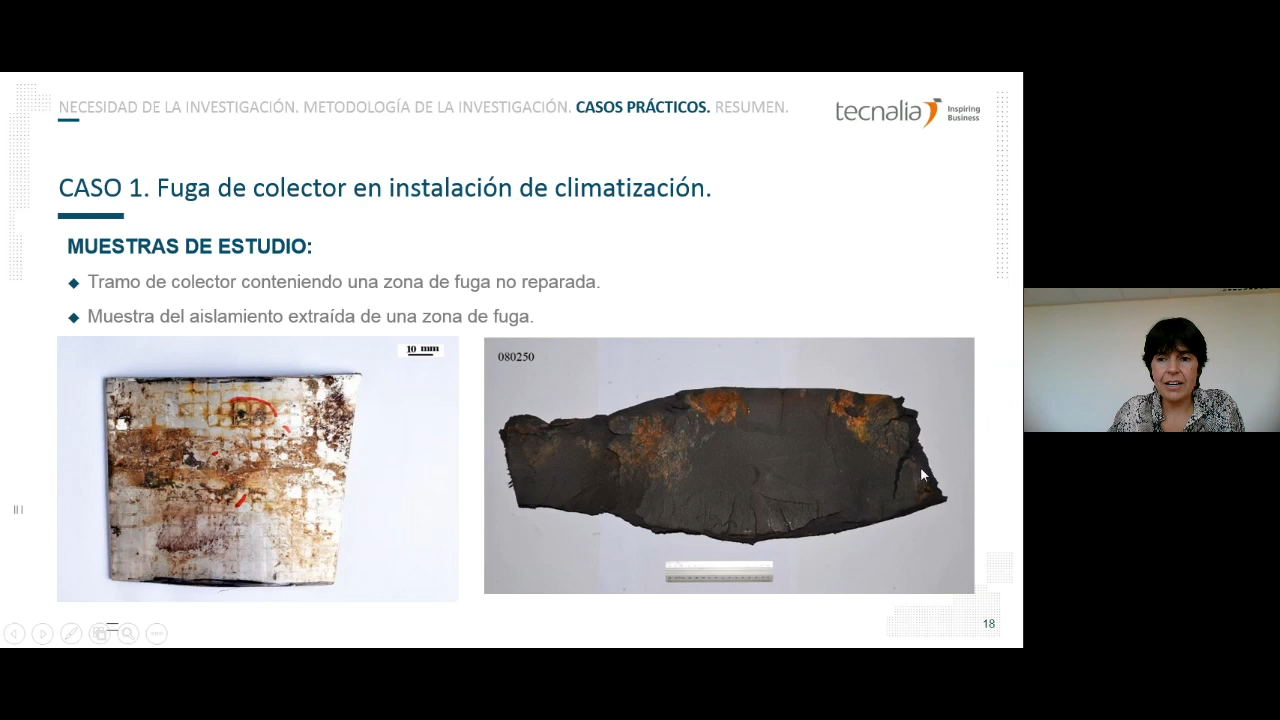 NECESIDAD DE LA INVESTIGACIÓN. METODOLOGÍA DE LA INVESTIGACIÓN. CASOS PRÁCTICOS. RESUMEN.
tecnalia Inspiring
Business
CASO 1. Fuga de colector en instalación de climatización.
MUESTRAS DE ESTUDIO:
Tramo de colector conteniendo una zona de fuga no reparada.
Muestra del aislamiento extraída de una zona de fuga.
10 mm
080250
18